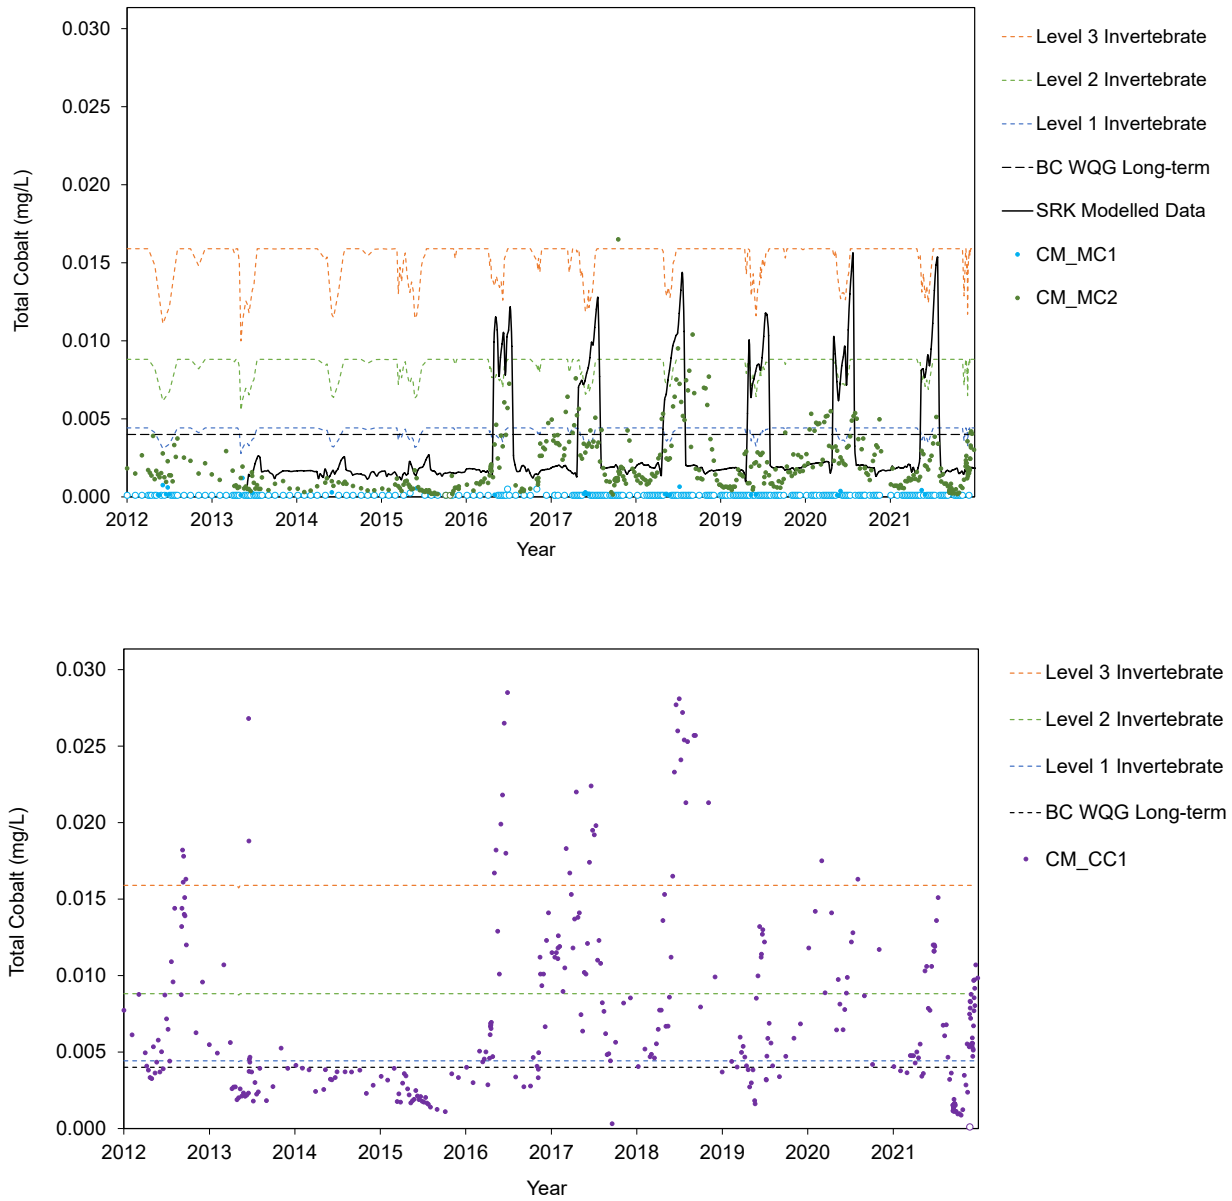 0.030
0.025
0.020
0.015
0.010
0.005
0.000
Total Cobalt (mg/L)
2012 2013 2014 2015 2016 2017 2018 2019 2020 2021
Year
Level 3 Invertebrate
Level 2 Invertebrate
Level 1 Invertebrate
BC WQG Long-term
SRK Modelled Data
CM_MC1
CM_MC2
0.030
0.025
0.020
0.015
0.010
0.005
0.000
Total Cobalt (mg/L)
2012 2013 2014 2015 2016 2017 2018 2019 2020 2021
Year
Level 3 Invertebrate
Level 2 Invertebrate
Level 1 Invertebrate
BC WQG Long-term
CM_CC1